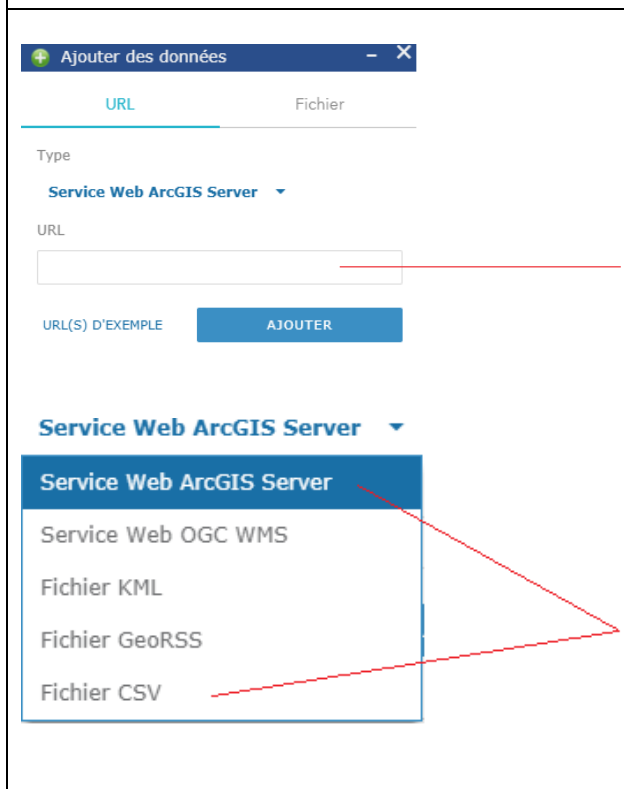 Ajouter des données
URL Fichier
Type
Service Web ArcGIS Server
URL
URL(S) D'EXEMPLE AJOUTER
Service Web ArcGIS Server
Service Web ArcGIS Server
Service Web OGC WMS
Fichier KML
Fichier GeoRSS
Fichier CSV